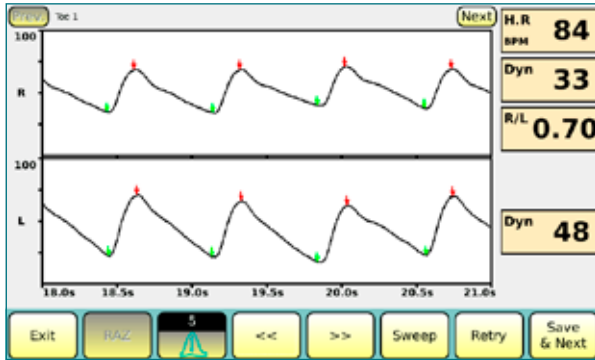 Prev. Toe 1 Next
H.R
BPM 84
100
Dyn 33
R
R/L 0.70
100
L
Dyn 48
18.0s 18.5s 19.0s 19.5s 20.0s 20.5s 21.0s
Exit RAZ 5 << >> Sweep Retry Save
& Next